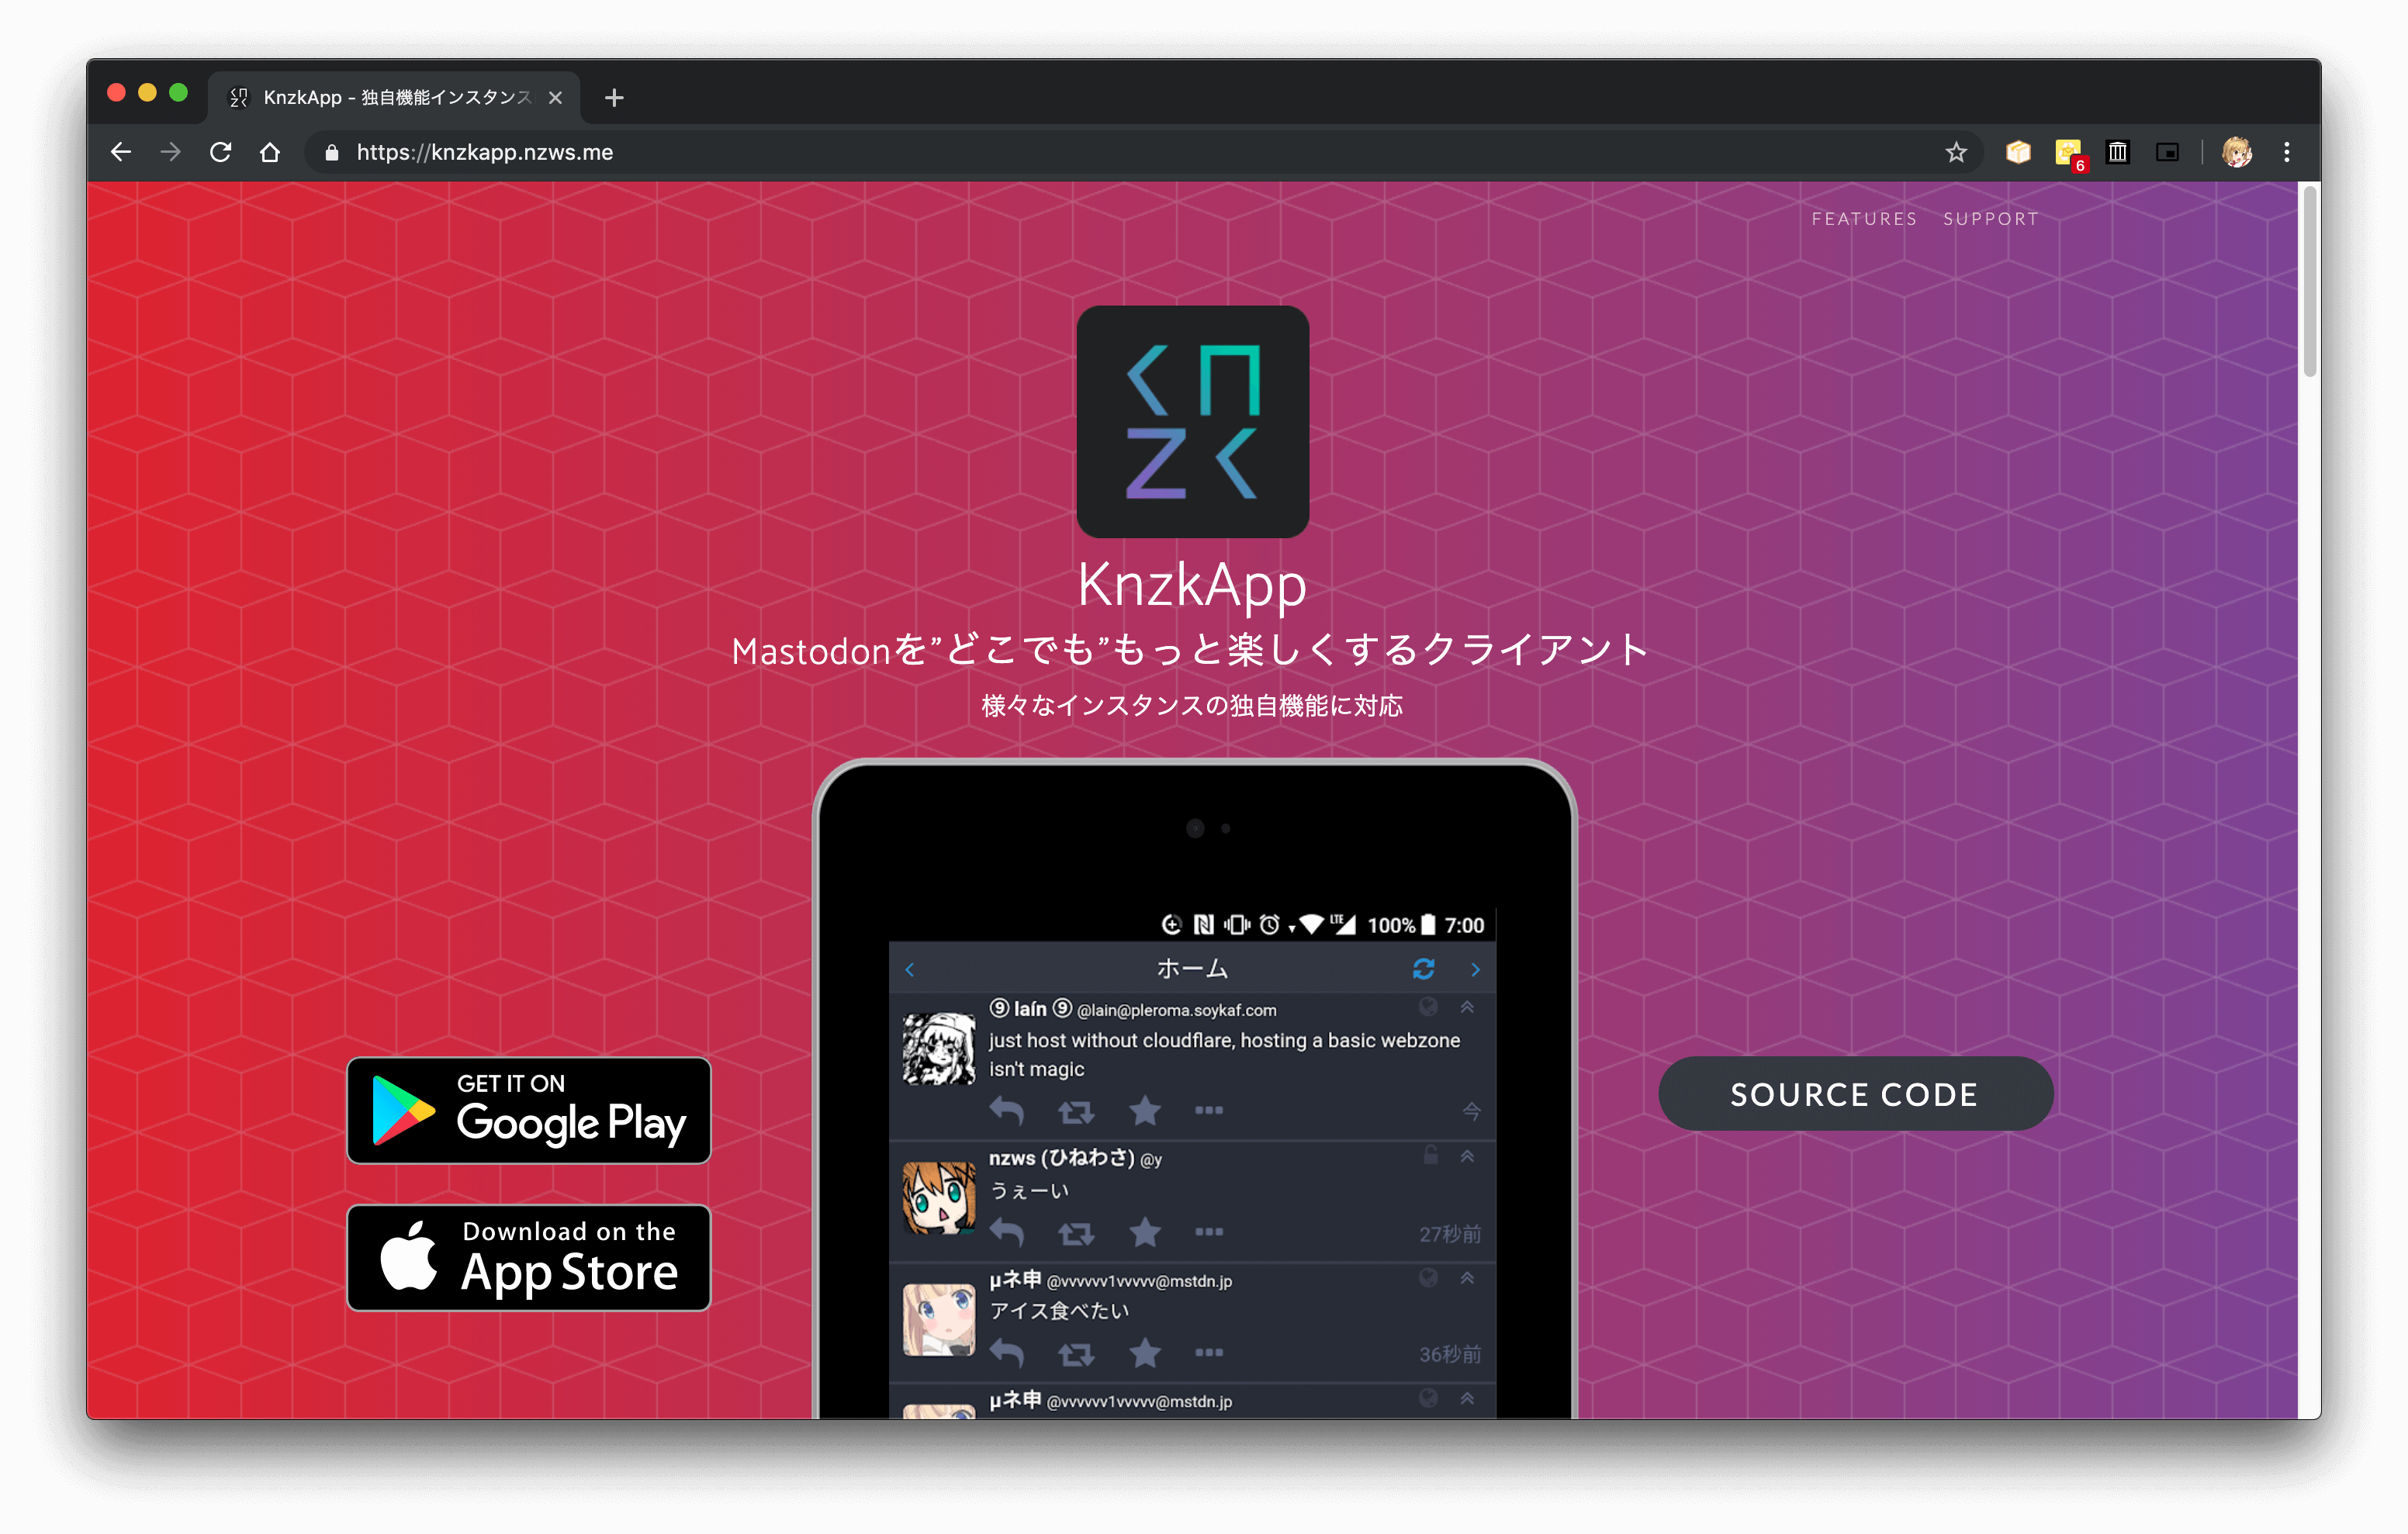 KnzkApp - 独自機能インスタンス
https://knzkapp.nzws.me
6
FEATURES SUPPORT
KnzkApp
Mastodonを”どこでも”もっと楽しくするクライアント
様々なインスタンスの独自機能に対応
LTE 100% 7:00
ホーム
⑨ laín ⑨ @lain@pleroma.soykaf.com
just host without cloudflare, hosting a basic webzone
isn't magic
今
nzws (ひねわさ) @y
うぇーい
27秒前
μネ申 @vvvvvv1vvvvv@mstdn.jp
アイス食べたい
36秒前
μネ申 @vvvvvv1vvvvv@mstdn.jp
GET IT ON
Google Play
Download on the
App Store
SOURCE CODE